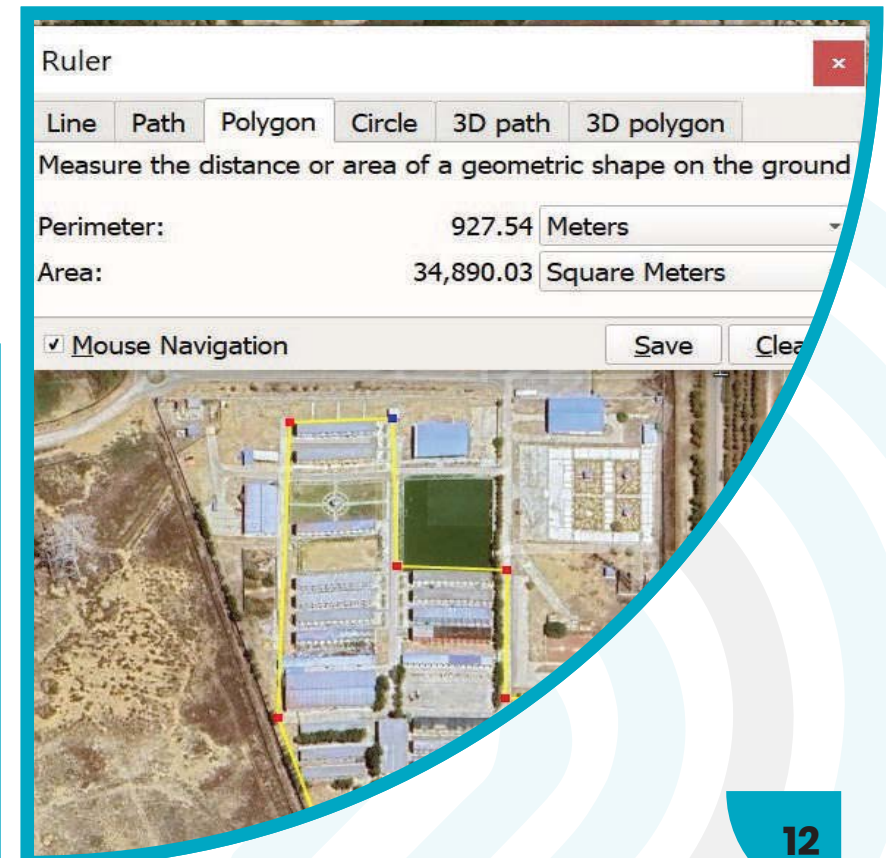 Ruler
Line Path Polygon Circle 3D path 3D polygon
Measure the distance or area of a geometric shape on the ground
Perimeter: 927.54 Meters
Area: 34,890.03 Square Meters
Mouse Navigation Save Clea
12